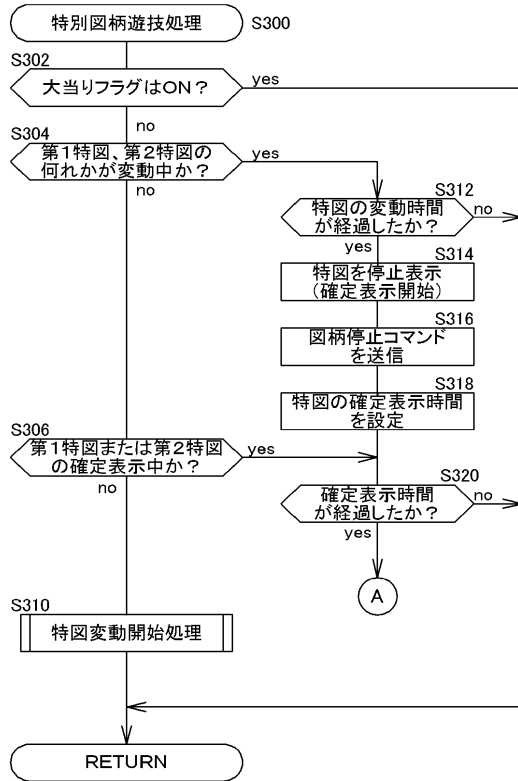 特別図柄遊技処理
S300
S302
大当りフラグはON？
yes
no
S304
第1特図、第2特図の
何れかが変動中か？
yes
no
S312
特図の変動時間
が経過したか？
no
yes
S314
特図を停止表示
（確定表示開始）
S316
図柄停止コマンド
を送信
S318
特図の確定表示時間
を設定
S306
第1特図または第2特図
の確定表示中か？
yes
no
S320
確定表示時間
が経過したか？
no
yes
A
S310
特図変動開始処理
RETURN